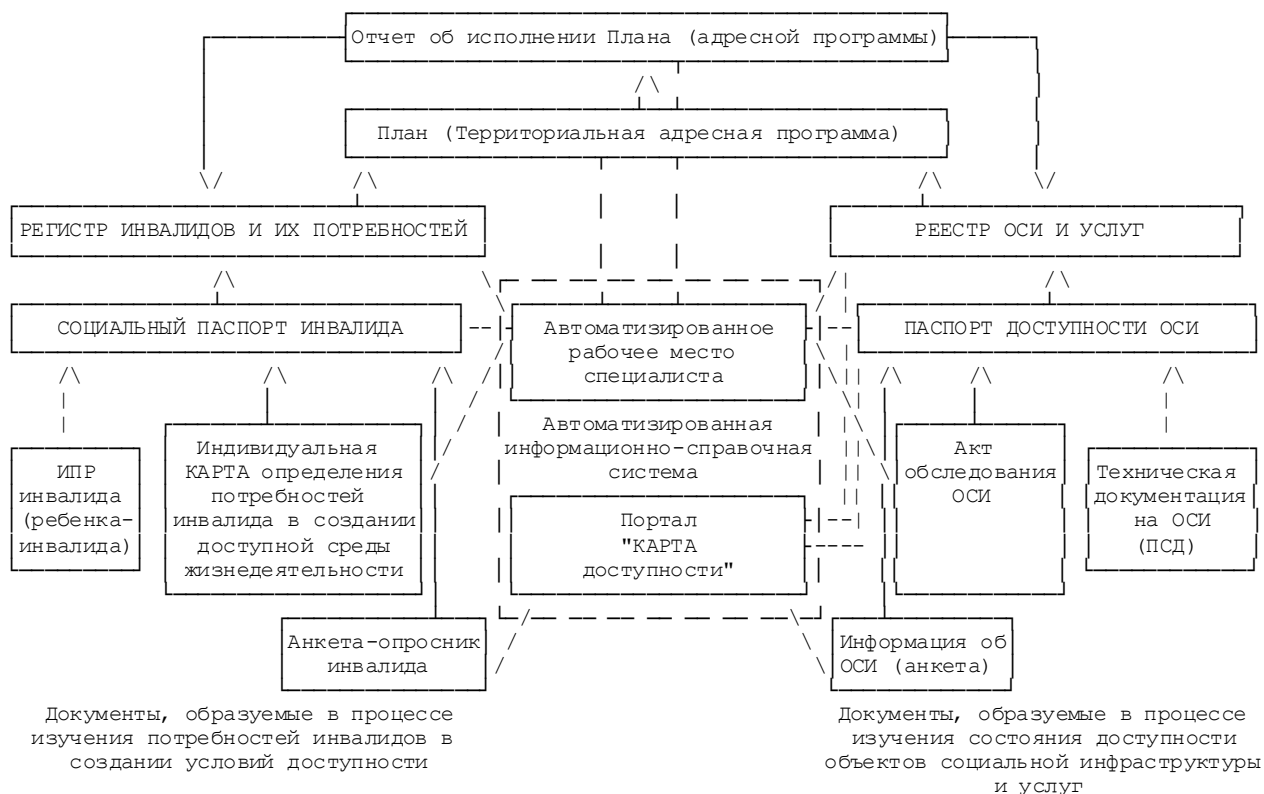 Отчет об исполнении Плана (адресной программы)
План (Территориальная адресная программа)
РЕГИСТР ИНВАЛИДОВ И ИХ ПОТРЕБНОСТЕЙ
РЕЕСТР ОСИ И УСЛУГ
СОЦИАЛЬНЫЙ ПАСПОРТ ИНВАЛИДА
Автоматизированное
рабочее место
специалиста
ПАСПОРТ ДОСТУПНОСТИ ОСИ
Автоматизированная
информационно-справочная
система
ИПР
инвалида
(ребенка-
инвалида)
Индивидуальная
КАРТА определения
потребностей
инвалида в создании
доступной среды
жизнедеятельности
Портал
"КАРТА
доступности"
Акт
обследования
ОСИ
Техническая
документация
на ОСИ
(ПСД)
Анкета-опросник
инвалида
Информация об
ОСИ (анкета)
Документы, образуемые в процессе
изучения потребностей инвалидов в
создании условий доступности
Документы, образуемые в процессе
изучения состояния доступности
объектов социальной инфраструктуры
и услуг